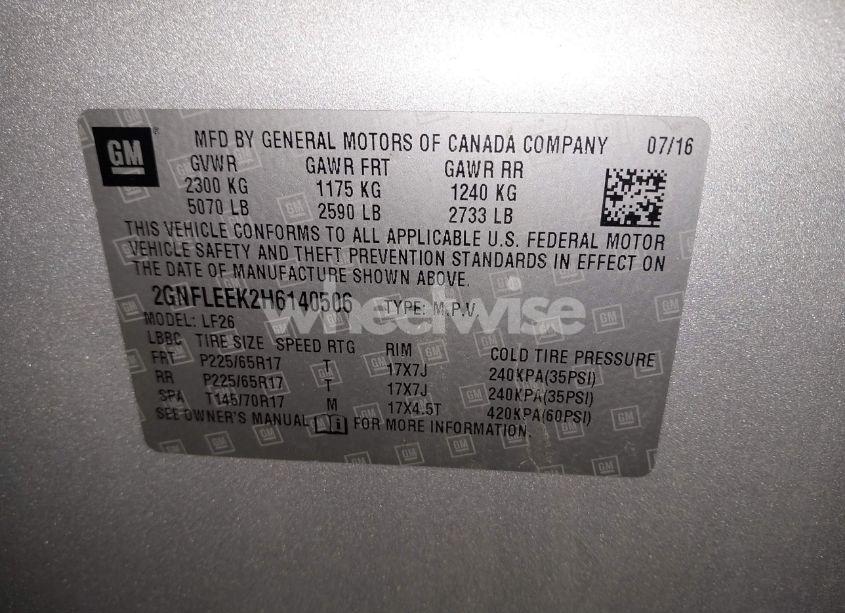 GM
MFD BY GENERAL MOTORS OF CANADA COMPANY 07/16
GVWR GAWR FRT GAWR RR
2300 KG 1175 KG 1240 KG
5070 LB 2590 LB 2733 LB
THIS VEHICLE CONFORMS TO ALL APPLICABLE U.S. FEDERAL MOTOR
VEHICLE SAFETY AND THEFT PREVENTION STANDARDS IN EFFECT ON
THE DATE OF MANUFACTURE SHOWN ABOVE.
2GNFLEEK2H6140506 TYPE: M.P.V
wheelwise
MODEL: LF26
LBBC TIRE SIZE SPEED RTG RIM COLD TIRE PRESSURE
FRT P225/65R17 T 17X7J 240KPA(35PSI)
RR P225/65R17 T 17X7J 240KPA(35PSI)
SPA T145/70R17 M 17X4.5T 420KPA(60PSI)
SEE OWNER'S MANUAL FOR MORE INFORMATION.